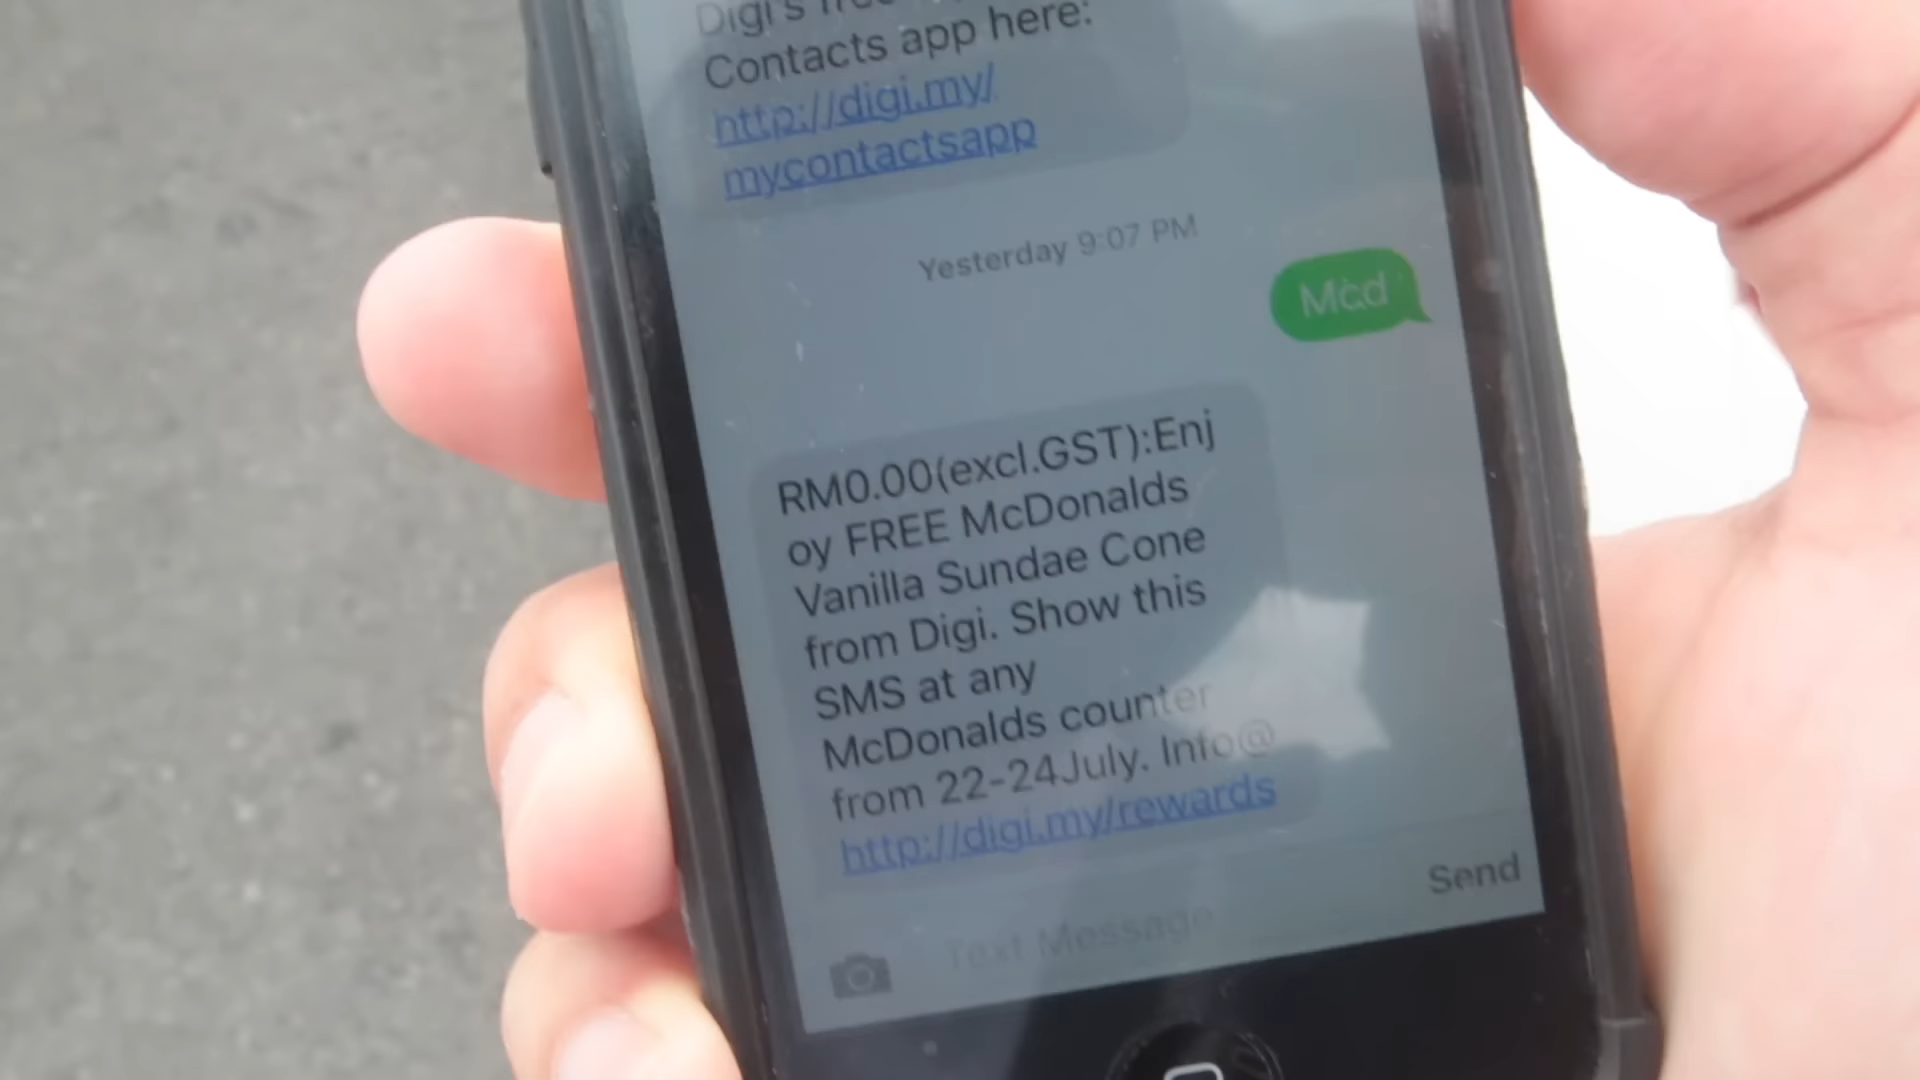 Digi's free
Contacts app here:
http://digi.my/
mycontactsapp
Yesterday 9:07 PM
Mcd
RM0.00(excl.GST):Enj
oy FREE McDonalds
Vanilla Sundae Cone
from Digi. Show this
SMS at any
McDonalds counter
from 22-24July. Info@
http://digi.my/rewards
Send
Text Message